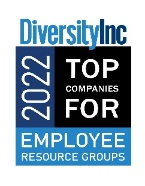 DiversityInc
2022
TOP
COMPANIES
FOR
EMPLOYEE
RESOURCE GROUPS